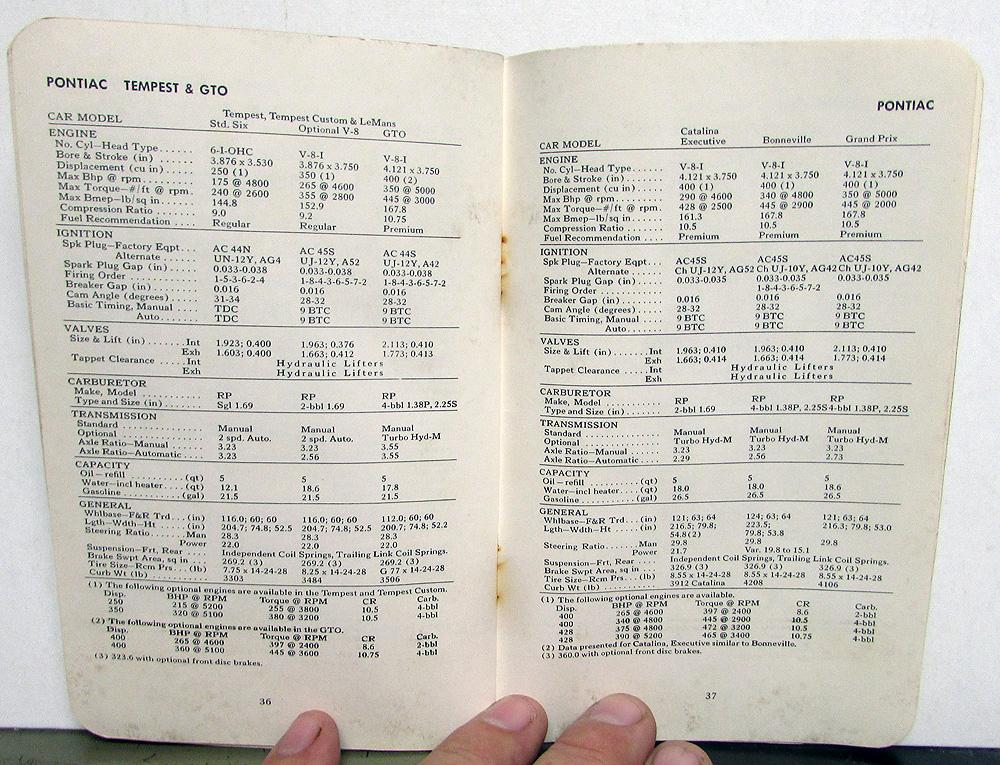 PONTIAC TEMPEST & GTO
Tempest, Tempest Custom & LeMans
CAR MODEL Std. Six Optional V-8 GTO
ENGINE
No. Cyl—Head Type...... 6-I-OHC V-8-I V-8-I
Bore & Stroke (in) ...... 3.876 x 3.530 3.876 x 3.750 4.121 x 3.750
Displacement (cu in) .... 250 (1) 350 (1) 400 (2)
Max Bhp @ rpm......... 175 @ 4800 265 @ 4600 350 @ 5000
Max Torque—#/ft @ rpm. 240 @ 2600 355 @ 2800 445 @ 3000
Max Bmep—lb/sq in..... 144.8 152.9 167.8
Compression Ratio ...... 9.0 9.2 10.75
Fuel Recommendation .... Regular Regular Premium
IGNITION
Spk Plug—Factory Eqpt... AC 44N AC 45S AC 44S
Alternate ..... UN-12Y, AG4 UJ-12Y, A52 UJ-12Y, A42
Spark Plug Gap (in) ..... 0.033-0.038 0.033-0.038 0.033-0.038
Firing Order ........... 1-5-3-6-2-4 1-8-4-3-6-5-7-2 1-8-4-3-6-5-7-2
Breaker Gap (in) ....... 0.016 0.016 0.016
Cam Angle (degrees) .... 31-34 28-32 28-32
Basic Timing, Manual ... TDC 9 BTC 9 BTC
Auto...... TDC 9 BTC 9 BTC
VALVES
Size & Lift (in) .......Int 1.923; 0.400 1.963; 0.376 2.113; 0.410
Exh 1.603; 0.400 1.663; 0.412 1.773; 0.413
Tappet Clearance .....Int Hydraulic Lifters
Exh Hydraulic Lifters
CARBURETOR
Make, Model .......... RP RP RP
Type and Size (in)...... Sgl 1.69 2-bbl 1.69 4-bbl 1.38P, 2.25S
TRANSMISSION
Standard ............. Manual Manual Manual
Optional ............. 2 spd. Auto. 2 spd. Auto. Turbo Hyd-M
Axle Ratio—Manual ..... 3.23 3.23 3.55
Axle Ratio—Automatic.... 3.23 2.56 3.55
CAPACITY
Oil—refill ......... (qt) 5 5 5
Water—incl heater...(qt) 12.1 18.6 17.8
Gasoline ...........(gal) 21.5 21.5 21.5
GENERAL
Whlbase—F&R Trd...(in) 116.0; 60; 60 116.0; 60; 60 112.0; 60; 60
Lgth—Wdth—Ht .....(in) 204.7; 74.8; 52.5 204.7; 74.8; 52.5 200.7; 74.8; 52.2
Steering Ratio.....Man 28.3 28.3 28.3
Power 22.0 22.0 22.0
Suspension—Frt, Rear .... Independent Coil Springs, Trailing Link Coil Springs.
Brake Swpt Area, sq in ... 269.2 (3) 269.2 (3) 269.2 (3)
Tire Size—Rcm Prs...(lb) 7.75 x 14-24-28 8.25 x 14-24-28 G 77 x 14-24-28
Curb Wt (lb) .......... 3303 3484 3506
(1) The following optional engines are available in the Tempest and Tempest Custom.
Disp. BHP @ RPM Torque @ RPM CR Carb.
250 215 @ 5200 255 @ 3800 10.5 4-bbl
350 320 @ 5100 380 @ 3200 10.5 4-bbl
(2) The following optional engines are available in the GTO.
Disp. BHP @ RPM Torque @ RPM CR Carb.
400 265 @ 4600 397 @ 2400 8.6 2-bbl
400 360 @ 5100 445 @ 3600 10.75 4-bbl
(3) 323.6 with optional front disc brakes.
36
PONTIAC
CAR MODEL Catalina Executive Bonneville Grand Prix
ENGINE
No. Cyl—Head Type...... V-8-I V-8-I V-8-I
Bore & Stroke (in)....... 4.121 x 3.750 4.121 x 3.750 4.121 x 3.750
Displacement (cu in) .... 400 (1) 400 (1) 400 (1)
Max Bhp @ rpm........ 290 @ 4600 340 @ 4800 350 @ 5000
Max Torque—#/ft @ rpm. 428 @ 2500 445 @ 2900 445 @ 2000
Max Bmep—lb/sq in..... 161.3 167.8 167.8
Compression Ratio ..... 10.5 10.5 10.5
Fuel Recommendation .... Premium Premium Premium
IGNITION
Spk Plug—Factory Eqpt... AC45S AC45S AC45S
Alternate .... Ch UJ-12Y, AG52 Ch UJ-10Y, AG42 Ch UJ-10Y, AG42
Spark Plug Gap (in) ..... 0.033-0.035 0.033-0.035 0.033-0.035
Firing Order ........... 1-8-4-3-6-5-7-2
Breaker Gap (in) ....... 0.016 0.016 0.016
Cam Angle (degrees) .... 28-32 28-32 28-32
Basic Timing, Manual ... 9 BTC 9 BTC 9 BTC
Auto...... 9 BTC 9 BTC 9 BTC
VALVES
Size & Lift (in).......Int 1.963; 0.410 1.963; 0.410 2.113; 0.410
Exh 1.663; 0.414 1.663; 0.414 1.773; 0.414
Tappet Clearance .....Int Hydraulic Lifters
Exh Hydraulic Lifters
CARBURETOR
Make, Model .......... RP RP RP
Type and Size (in)...... 2-bbl 1.69 4-bbl 1.38P, 2.25S 4-bbl 1.38P, 2.25S
TRANSMISSION
Standard ............. Manual Manual Manual
Optional ............. Turbo Hyd-M Turbo Hyd-M Turbo Hyd-M
Axle Ratio—Manual .... 3.23 3.23 3.23
Axle Ratio—Automatic.... 2.29 2.56 2.73
CAPACITY
Oil—refill ......... (qt) 5 5 5
Water—incl heater...(qt) 18.0 18.0 18.6
Gasoline ...........(gal) 26.5 26.5 26.5
GENERAL
Whlbase—F&R Trd...(in) 121; 63; 64 124; 63; 64 121; 63; 64
Lgth—Wdth—Ht .....(in) 216.5; 79.8; 223.5; 216.3; 79.8; 53.0
54.8(2) 79.8; 53.8
Steering Ratio.....Man 29.8 29.8 29.8
Power 21.7 Var. 19.8 to 15.1
Suspension—Frt, Rear .... Independent Coil Springs, Trailing Link Coil Springs.
Brake Swpt Area, sq in ... 326.9 (3) 326.9 (3) 326.9 (3)
Tire Size—Rcm Prs...(lb) 8.55 x 14-24-28 8.55 x 14-24-28 8.55 x 14-24-28
Curb Wt (lb) .......... 3912 Catalina 4208 4106
(1) The following optional engines are available.
Disp. BHP @ RPM Torque @ RPM CR Carb.
400 265 @ 4600 397 @ 2400 8.6 2-bbl
400 340 @ 4800 445 @ 2900 10.5 4-bbl
428 375 @ 4800 472 @ 3200 10.5 4-bbl
428 390 @ 5200 465 @ 3400 10.75 4-bbl
(2) Data presented for Catalina, Executive similar to Bonneville.
(3) 360.0 with optional front disc brakes.
37